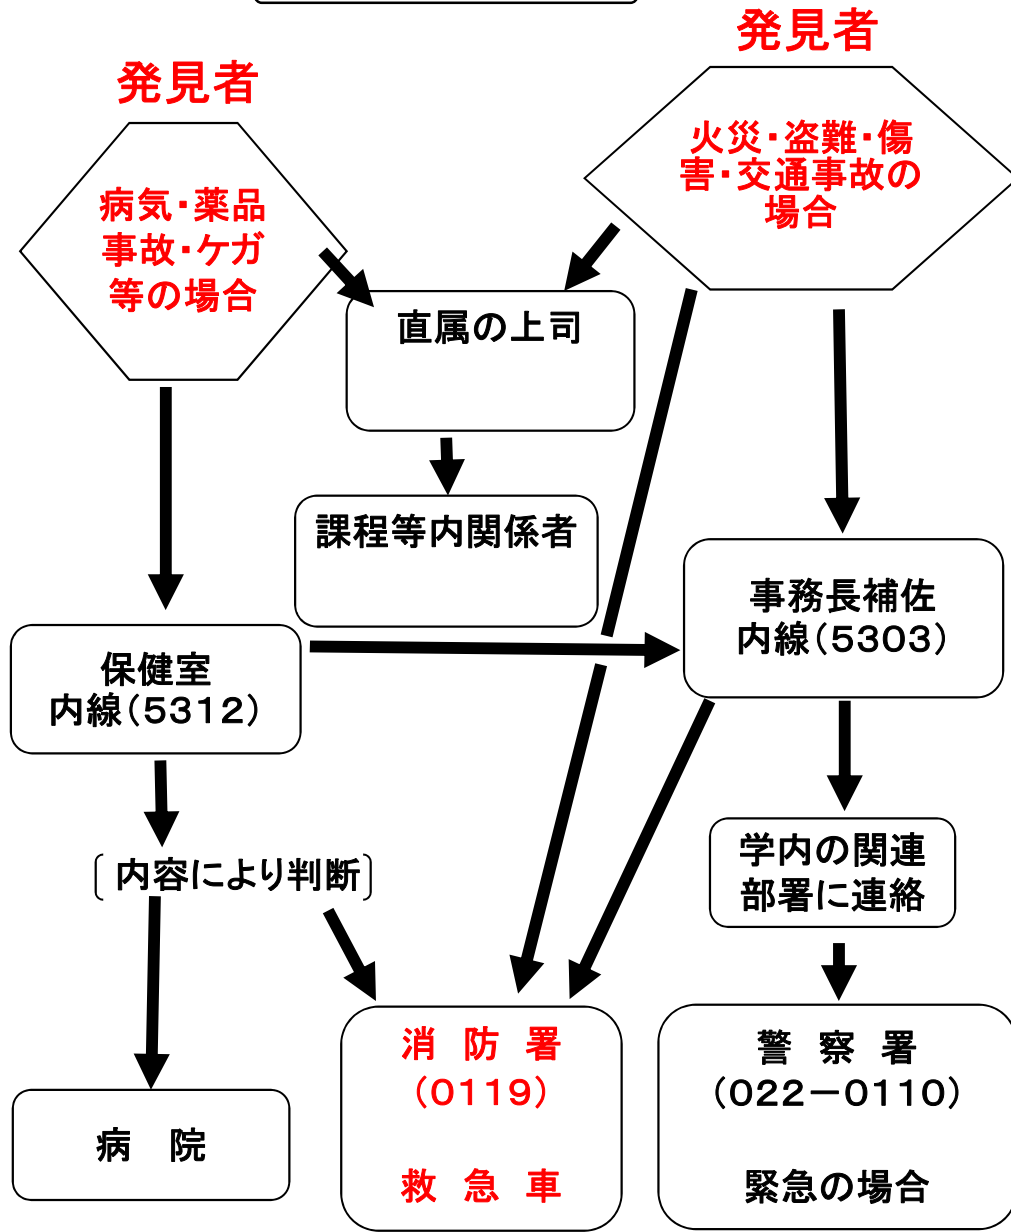 発見者
病気・薬品
事故・ケガ
等の場合
発見者
火災・盗難・傷
害・交通事故の
場合
直属の上司
課程等内関係者
保健室
内線(5312)
事務長補佐
内線(5303)
〔内容により判断〕
学内の関連
部署に連絡
病　院
消　防　署
(0119)
救　急　車
警　察　署
(022－0110)
緊急の場合